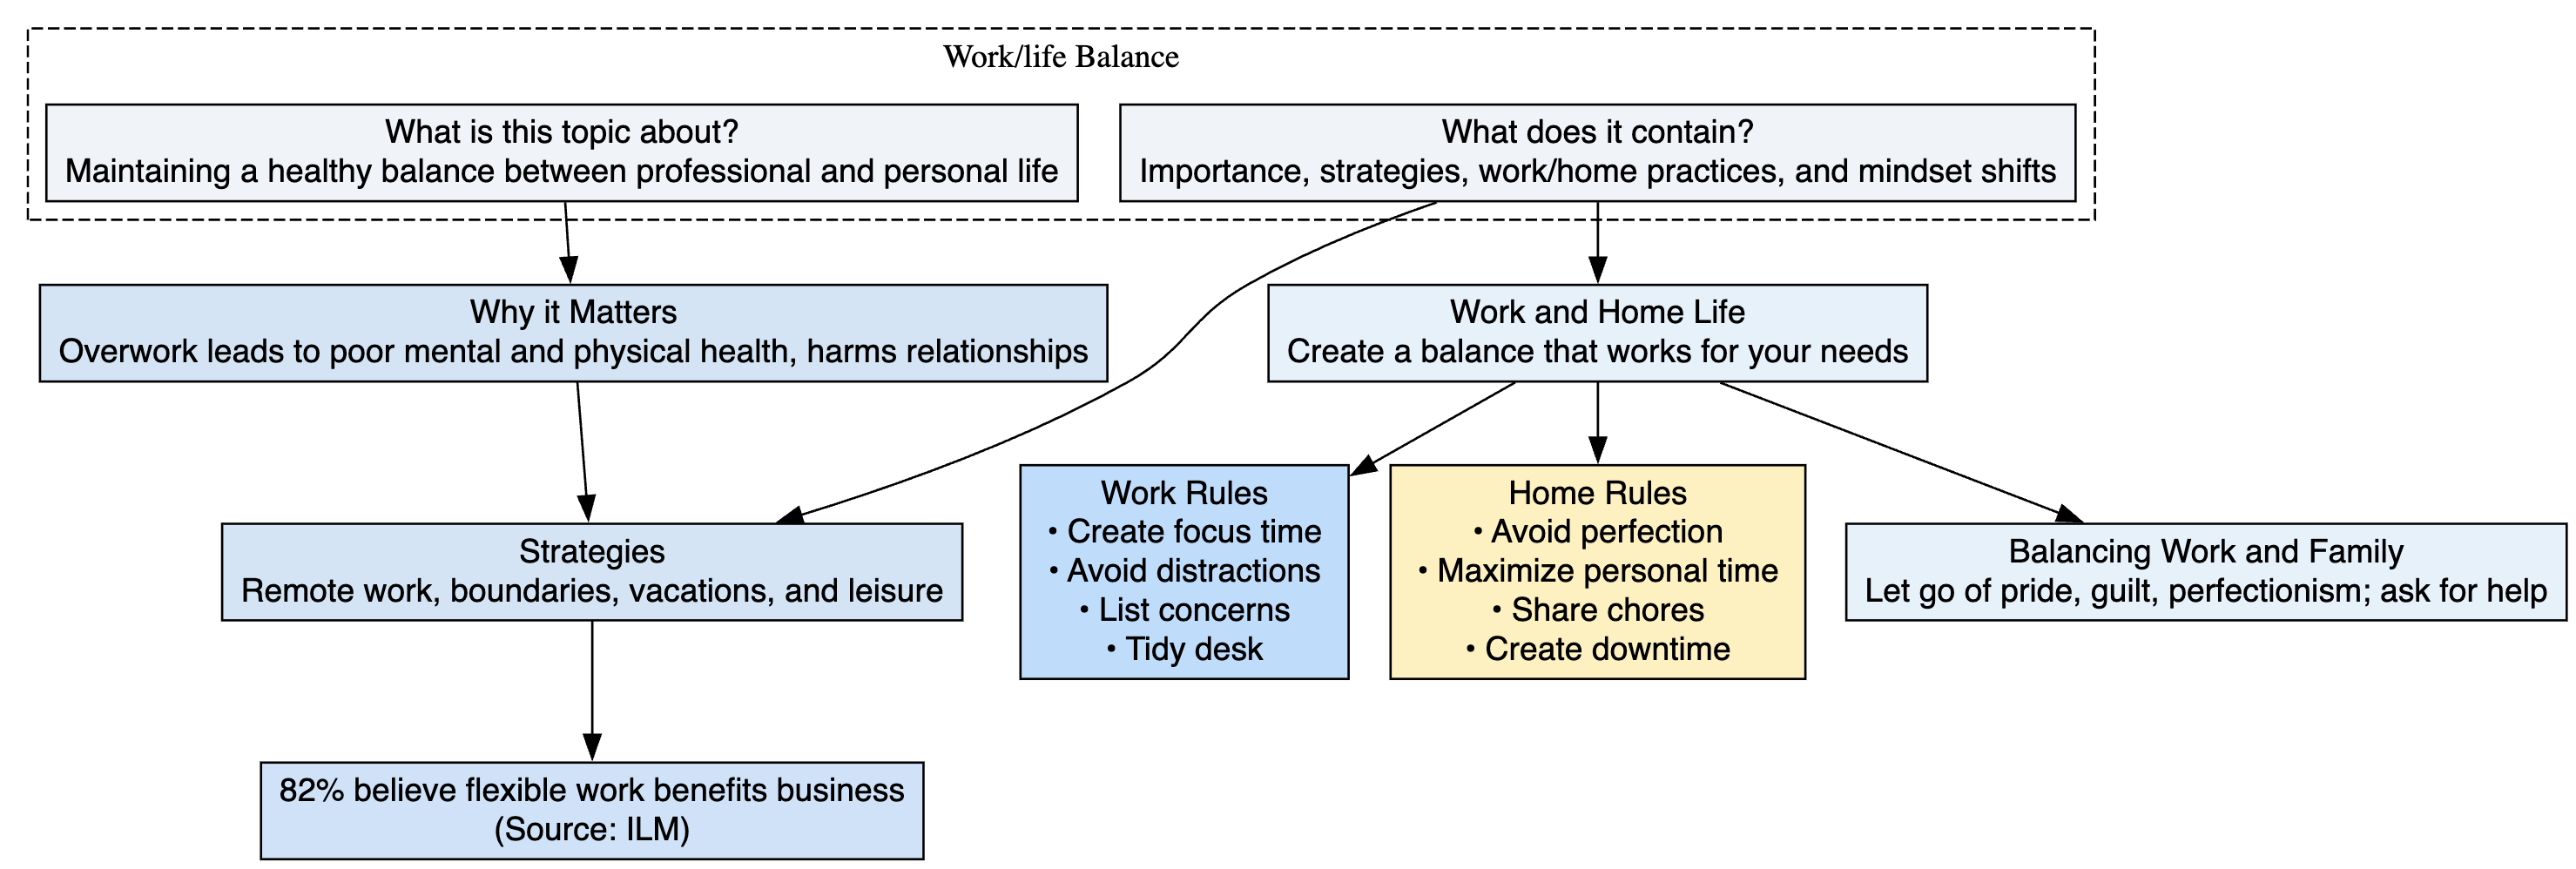 Work/life Balance
What is this topic about?
Maintaining a healthy balance between professional and personal life
What does it contain?
Importance, strategies, work/home practices, and mindset shifts
Why it Matters
Overwork leads to poor mental and physical health, harms relationships
Work and Home Life
Create a balance that works for your needs
Strategies
Remote work, boundaries, vacations, and leisure
Work Rules
• Create focus time
• Avoid distractions
• List concerns
• Tidy desk
Home Rules
• Avoid perfection
• Maximize personal time
• Share chores
• Create downtime
Balancing Work and Family
Let go of pride, guilt, perfectionism; ask for help
82% believe flexible work benefits business
(Source: ILM)